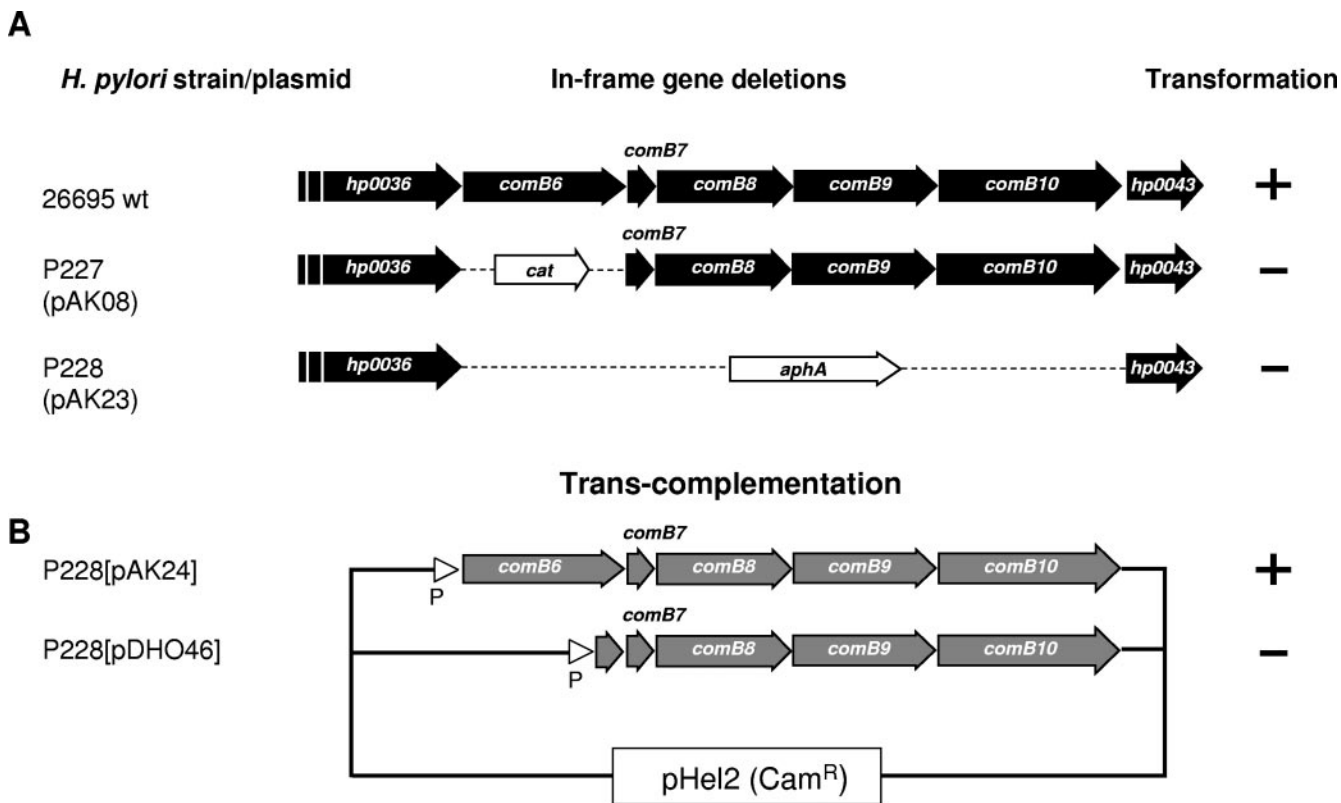 A
H. pylori strain/plasmid In-frame gene deletions Transformation
comB7
26695 wt hp0036 comB6 comB8 comB9 comB10 hp0043 +
comB7
P227 hp0036 cat comB8 comB9 comB10 hp0043 −
(pAK08)
P228 hp0036 aphA hp0043 −
(pAK23)
Trans-complementation
B
comB7
P228[pAK24] P comB6 comB8 comB9 comB10 +
comB7
P228[pDHO46] P comB8 comB9 comB10 −
pHel2 (Cam^R)